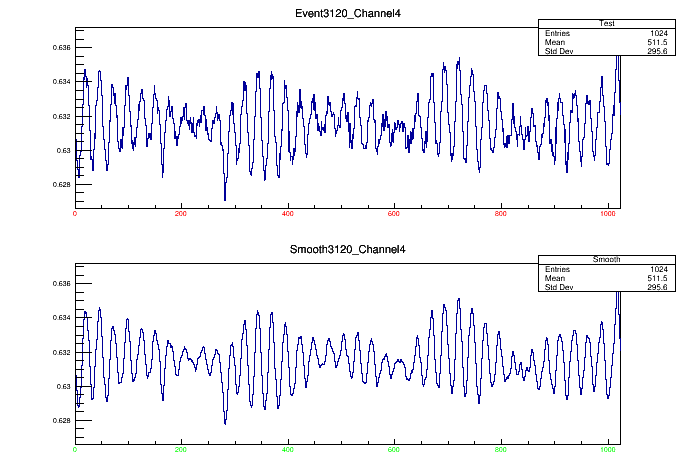 Event3120_Channel4
Test
Entries 1024
Mean 511.5
Std Dev 295.6
0.636
0.634
0.632
0.63
0.628
0 200 400 600 800 1000
Smooth3120_Channel4
Smooth
Entries 1024
Mean 511.5
Std Dev 295.6
0.636
0.634
0.632
0.63
0.628
0 200 400 600 800 1000